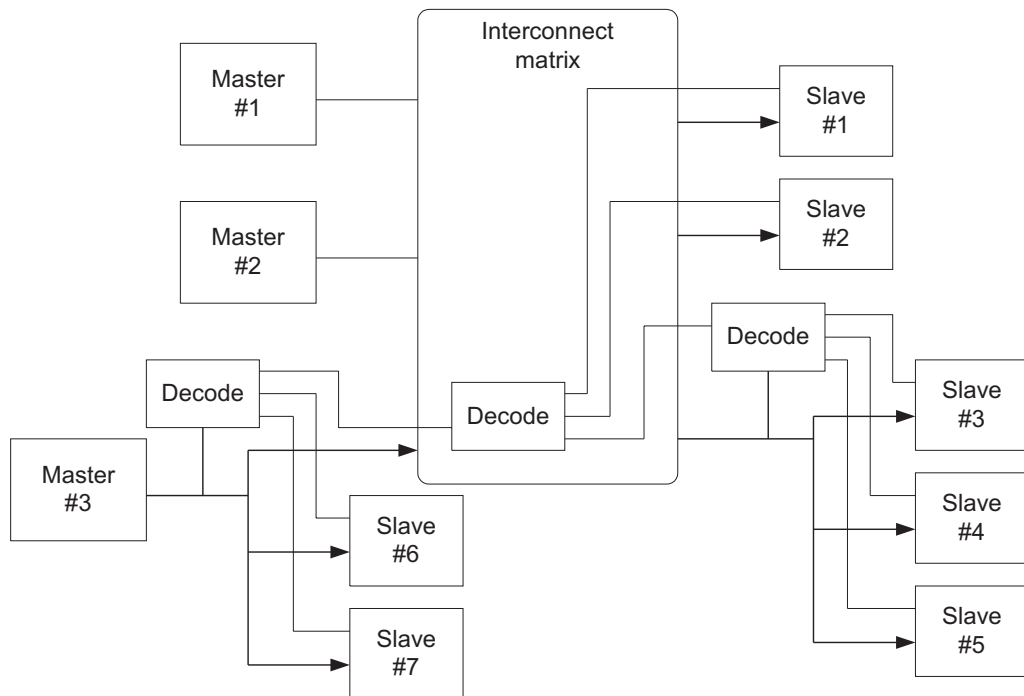 Interconnect
matrix
Master
#1
Slave
#1
Master
#2
Slave
#2
Decode
Decode
Decode
Slave
#3
Master
#3
Slave
#4
Slave
#6
Slave
#5
Slave
#7